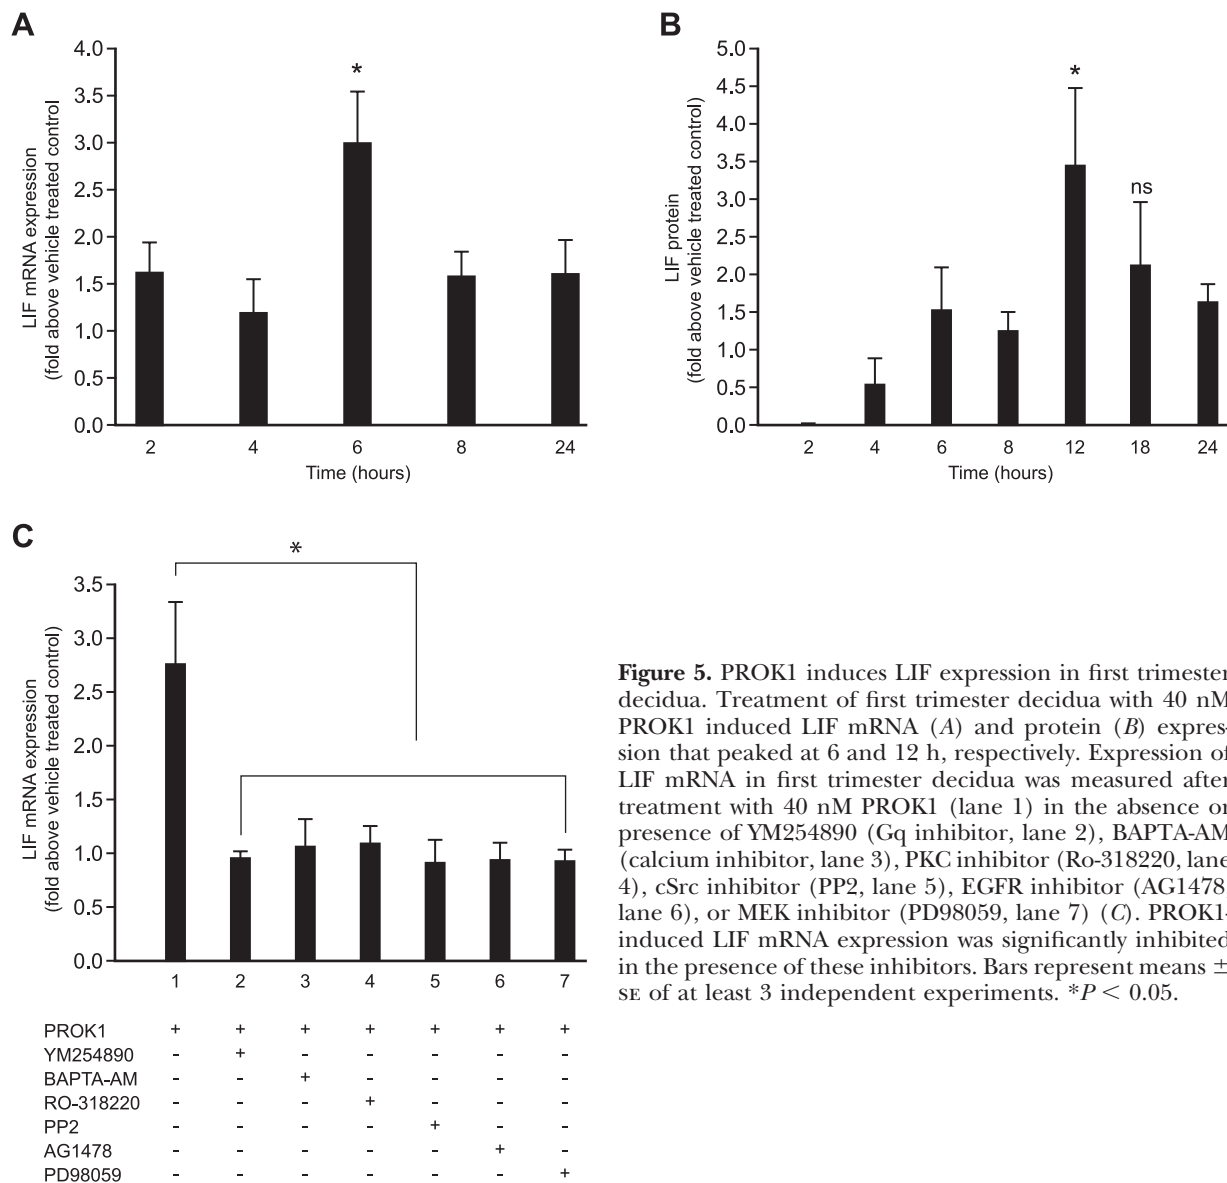 A
LIF mRNA expression
(fold above vehicle treated control)
4.0
3.5
3.0
2.5
2.0
1.5
1.0
0.5
0.0
*
2 4 6 8 24
Time (hours)
B
LIF protein
(fold above vehicle treated control)
5.0
4.5
4.0
3.5
3.0
2.5
2.0
1.5
1.0
0.5
0.0
*
ns
2 4 6 8 12 18 24
Time (hours)
C
LIF mRNA expression
(fold above vehicle treated control)
*
3.5
3.0
2.5
2.0
1.5
1.0
0.5
0.0
1 2 3 4 5 6 7
PROK1 + + + + + + +
YM254890 - + - - - - -
BAPTA-AM - - + - - - -
RO-318220 - - - + - - -
PP2 - - - - + - -
AG1478 - - - - - + -
PD98059 - - - - - - +
Figure 5. PROK1 induces LIF expression in first trimester
decidua. Treatment of first trimester decidua with 40 nM
PROK1 induced LIF mRNA (A) and protein (B) expres-
sion that peaked at 6 and 12 h, respectively. Expression of
LIF mRNA in first trimester decidua was measured after
treatment with 40 nM PROK1 (lane 1) in the absence or
presence of YM254890 (Gq inhibitor, lane 2), BAPTA-AM
(calcium inhibitor, lane 3), PKC inhibitor (Ro-318220, lane
4), cSrc inhibitor (PP2, lane 5), EGFR inhibitor (AG1478,
lane 6), or MEK inhibitor (PD98059, lane 7) (C). PROK1-
induced LIF mRNA expression was significantly inhibited
in the presence of these inhibitors. Bars represent means ±
SE of at least 3 independent experiments. *P < 0.05.